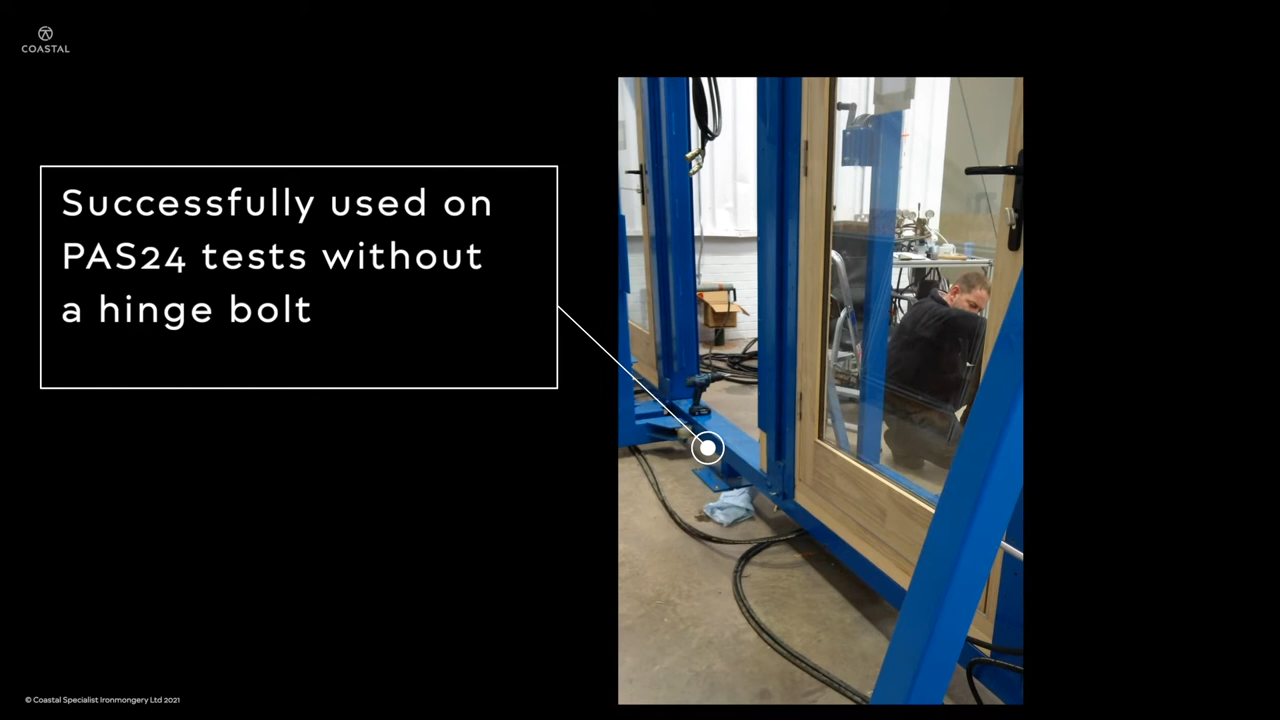 COASTAL
Successfully used on
PAS24 tests without
a hinge bolt
© Coastal Specialist Ironmongery Ltd 2021